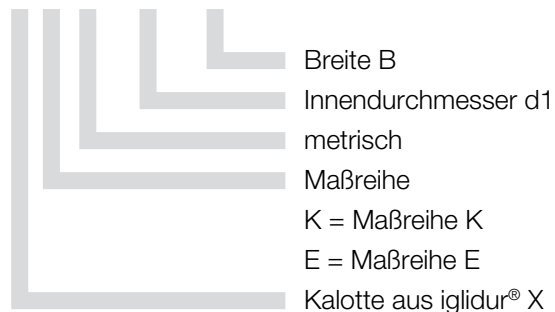 Breite B
Innendurchmesser d1
metrisch
Maßreihe
K = Maßreihe K
E = Maßreihe E
Kalotte aus iglidur® X